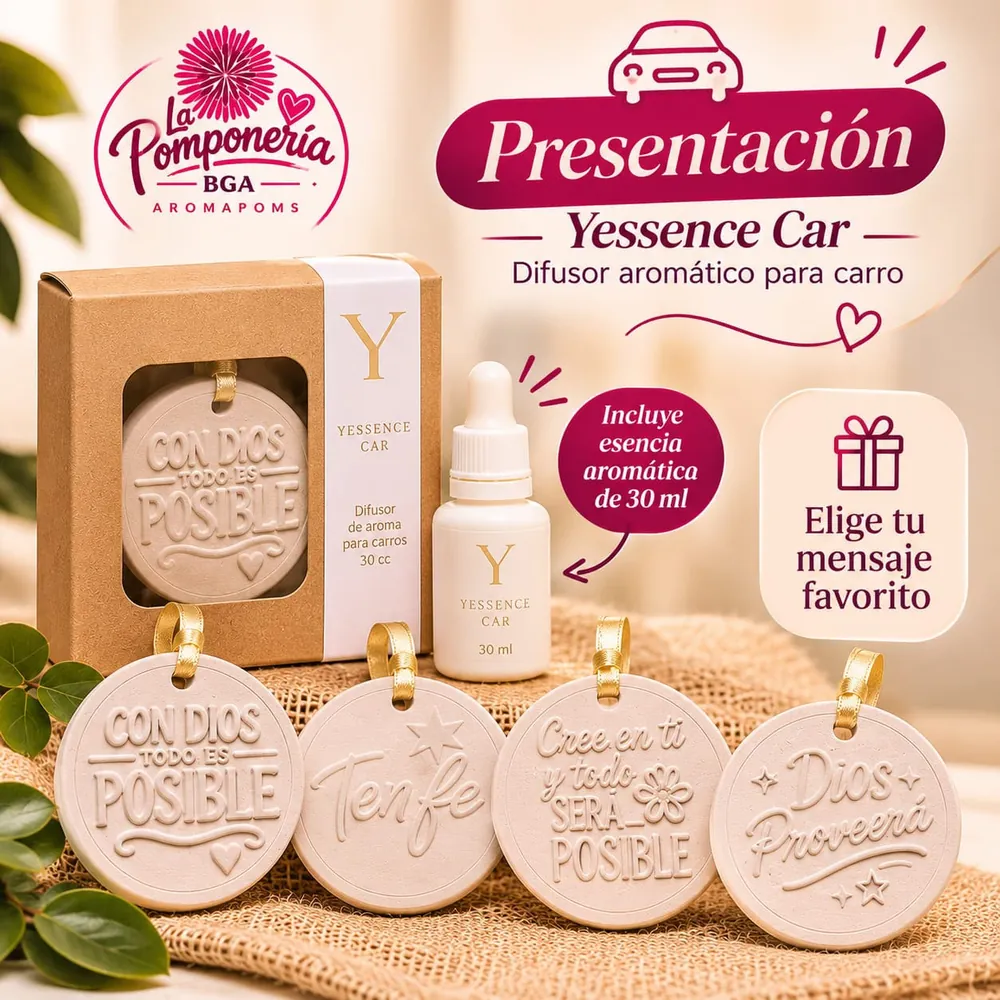 La
Pomponería
BGA
AROMAPOMS
Presentación
Yessence Car
Difusor aromático para carro
Y
YESSENCE
CAR
Difusor
de aroma
para carros
30 cc
CON DIOS
TODO ES
POSIBLE
Y
YESSENCE
CAR
30 ml
Incluye
esencia
aromática
de 30 ml
Elige tu
mensaje
favorito
CON DIOS
TODO ES
POSIBLE
Ten fe
Cree en ti
y todo
SERÁ
POSIBLE
Dios
Proveerá